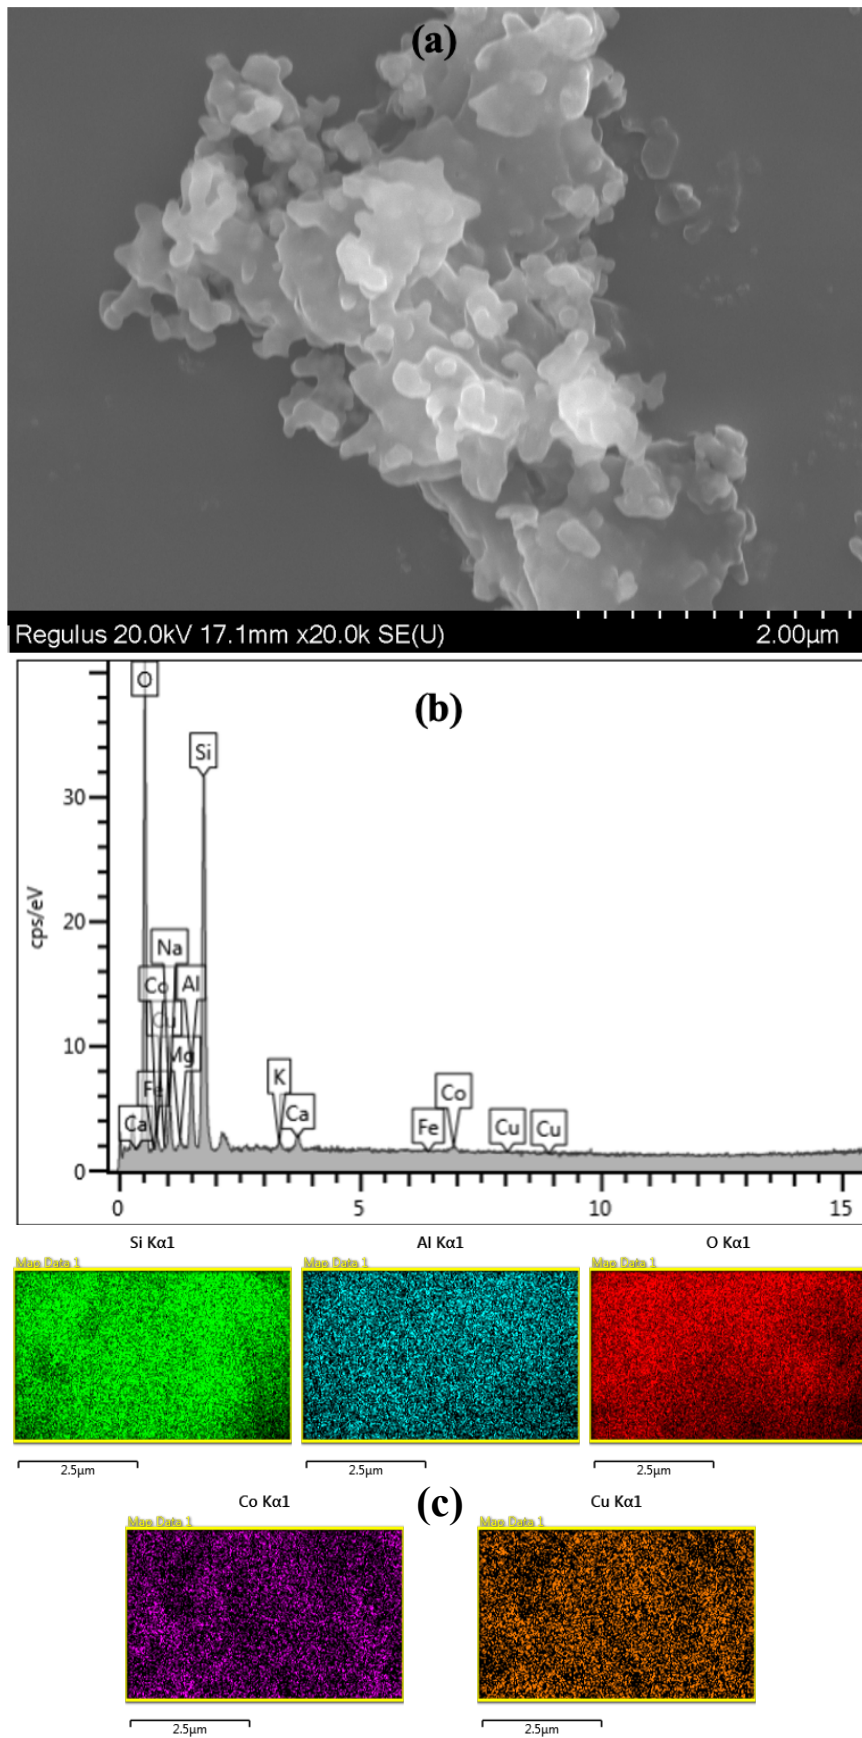 (a)
Regulus 20.0kV 17.1mm x20.0k SE(U)
2.00µm
(b)
O
Si
30
cps/eV
20
Na
Co
Al
Cu
10
Mg
Fe
K
Ca
Ca
Co
Fe
Cu
Cu
0
0
5
10
15
Si Kα1
Al Kα1
O Kα1
Map Data 1
Map Data 1
Map Data 1
2.5µm
2.5µm
2.5µm
(c)
Co Kα1
Cu Kα1
Map Data 1
Map Data 1
2.5µm
2.5µm